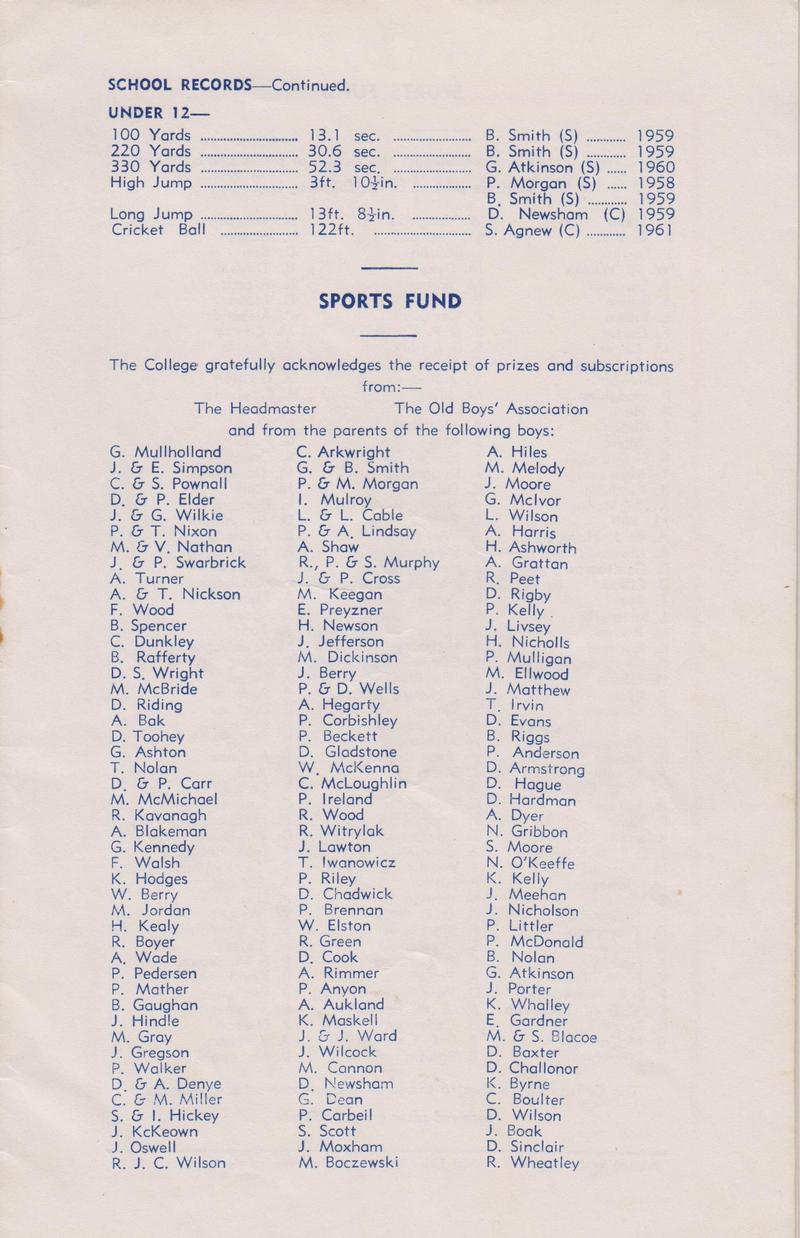 SCHOOL RECORDS—Continued.
UNDER 12—
100 Yards .............................. 13.1 sec. ........................ B. Smith (S) ............ 1959
220 Yards .............................. 30.6 sec. ........................ B. Smith (S) ............ 1959
330 Yards .............................. 52.3 sec. ........................ G. Atkinson (S) ...... 1960
High Jump .............................. 3ft. 10½in. .................. P. Morgan (S) ...... 1958
B. Smith (S) ............ 1959
Long Jump .............................. 13ft. 8½in. .................. D. Newsham (C) 1959
Cricket Ball ........................ 122ft. .............................. S. Agnew (C) ............ 1961
SPORTS FUND
The College gratefully acknowledges the receipt of prizes and subscriptions
from:—
The Headmaster The Old Boys' Association
and from the parents of the following boys:
G. Mullholland C. Arkwright A. Hiles
J. & E. Simpson G. & B. Smith M. Melody
C. & S. Pownall P. & M. Morgan J. Moore
D. & P. Elder I. Mulroy G. McIvor
J. & G. Wilkie L. & L. Cable L. Wilson
P. & T. Nixon P. & A. Lindsay A. Harris
M. & V. Nathan A. Shaw H. Ashworth
J. & P. Swarbrick R., P. & S. Murphy A. Grattan
A. Turner J. & P. Cross R. Peet
A. & T. Nickson M. Keegan D. Rigby
F. Wood E. Preyzner P. Kelly
B. Spencer H. Newson J. Livsey
C. Dunkley J. Jefferson H. Nicholls
B. Rafferty M. Dickinson P. Mulligan
D. S. Wright J. Berry M. Ellwood
M. McBride P. & D. Wells J. Matthew
D. Riding A. Hegarty T. Irvin
A. Bak P. Corbishley D. Evans
D. Toohey P. Beckett B. Riggs
G. Ashton D. Gladstone P. Anderson
T. Nolan W. McKenna D. Armstrong
D. & P. Carr C. McLoughlin D. Hague
M. McMichael P. Ireland D. Hardman
R. Kavanagh R. Wood A. Dyer
A. Blakeman R. Witrylak N. Gribbon
G. Kennedy J. Lawton S. Moore
F. Walsh T. Iwanowicz N. O'Keeffe
K. Hodges P. Riley K. Kelly
W. Berry D. Chadwick J. Meehan
M. Jordan P. Brennan J. Nicholson
H. Kealy W. Elston P. Littler
R. Boyer R. Green P. McDonald
A. Wade D. Cook B. Nolan
P. Pedersen A. Rimmer G. Atkinson
P. Mather P. Anyon J. Porter
B. Gaughan A. Aukland K. Whalley
J. Hindle K. Maskell E. Gardner
M. Gray J. & J. Ward M. & S. Blacoe
J. Gregson J. Wilcock D. Baxter
P. Walker M. Cannon D. Challonor
D. & A. Denye D. Newsham K. Byrne
C. & M. Miller G. Dean C. Boulter
S. & I. Hickey P. Carbeil D. Wilson
J. KcKeown S. Scott J. Boak
J. Oswell J. Moxham D. Sinclair
R. J. C. Wilson M. Boczewski R. Wheatley